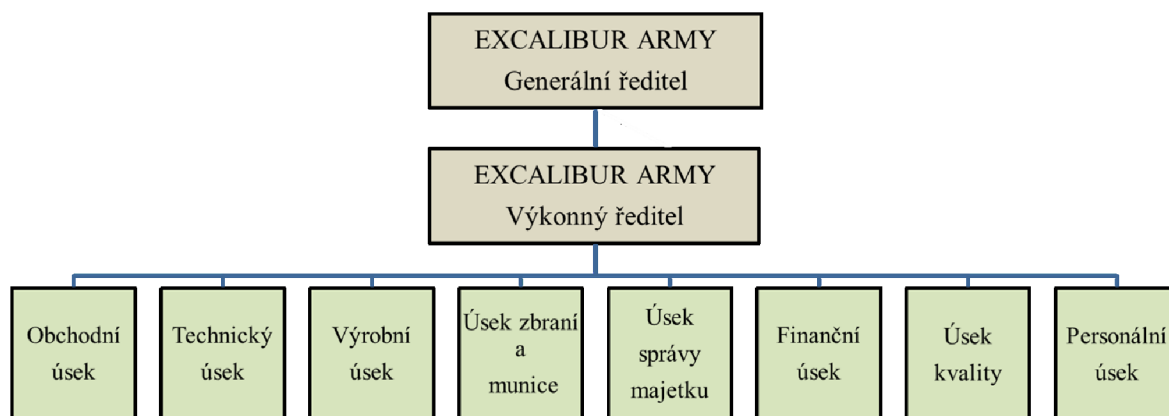 EXCALIBUR ARMY
Generální ředitel
EXCALIBUR ARMY
Výkonný ředitel
Obchodní
úsek
Technický
úsek
Výrobní
úsek
Úsek zbraní
a
munice
Úsek
správy
majetku
Finanční
úsek
Úsek
kvality
Personální
úsek